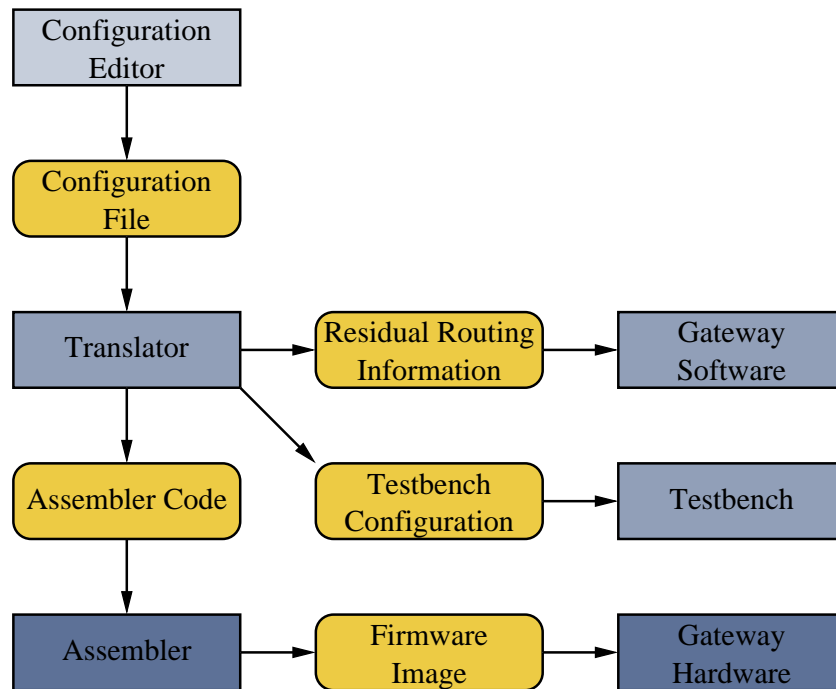 Configuration
Editor
Configuration
File
Translator
Residual Routing
Information
Gateway
Software
Assembler Code
Testbench
Configuration
Testbench
Assembler
Firmware
Image
Gateway
Hardware